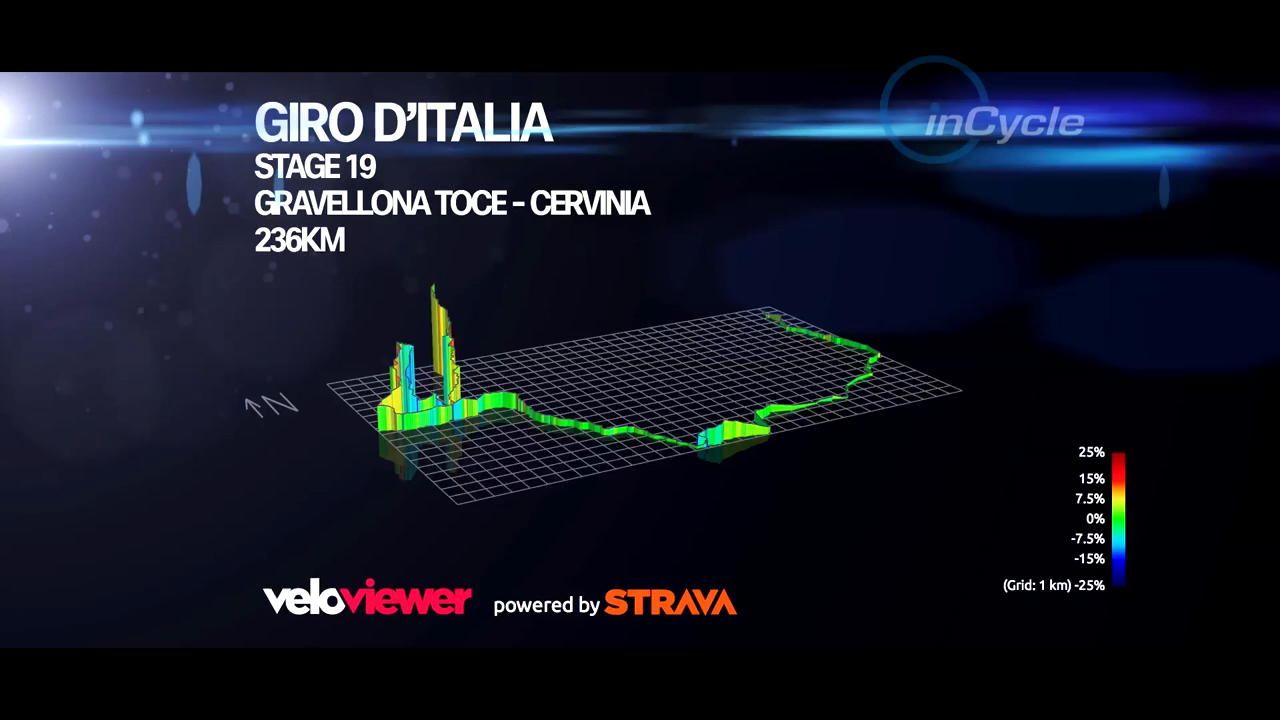 GIRO D'ITALIA
inCycle
STAGE 19
GRAVELLONA TOCE - CERVINIA
236KM
N
25%
15%
7.5%
0%
-7.5%
-15%
(Grid: 1 km) -25%
veloviewer powered by STRAVA